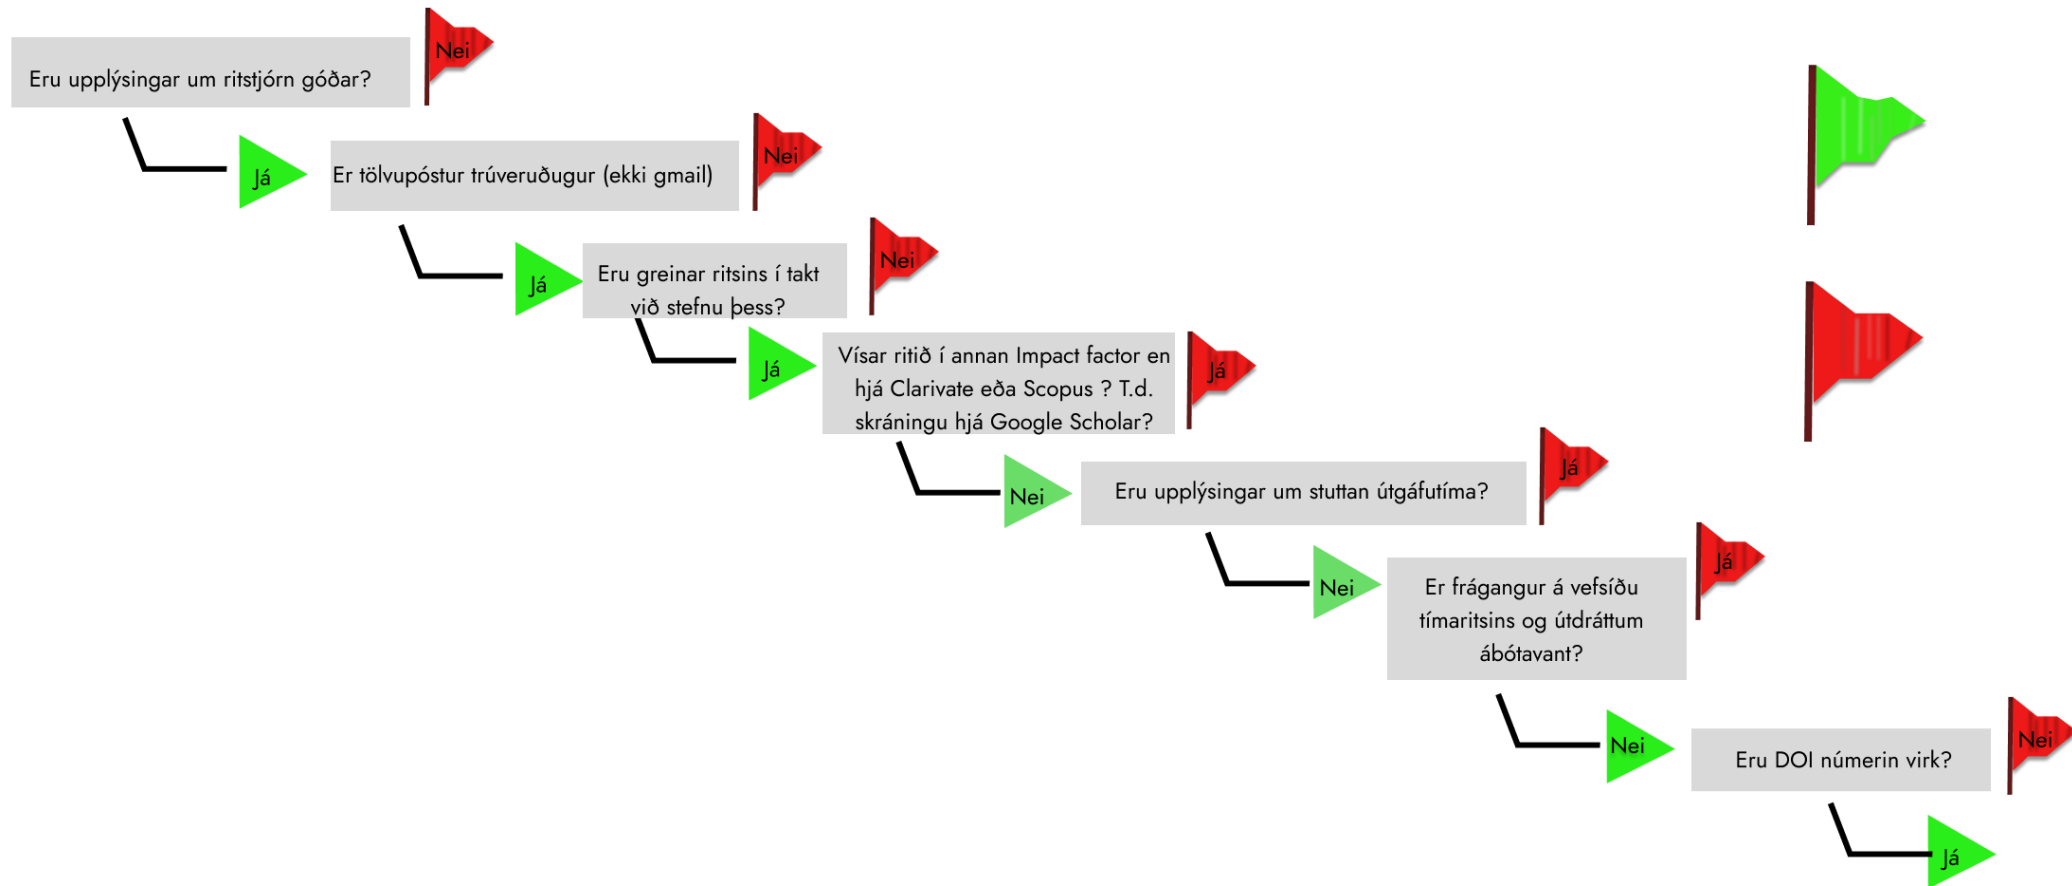 Eru upplýsingar um ritstjórn góðar?
Nei
Já
Er tölvupóstur trúveruðugur (ekki gmail)
Nei
Já
Eru greinar ritsins í takt
við stefnu þess?
Nei
Já
Vísar ritið í annan Impact factor en
hjá Clarivate eða Scopus ? T.d.
skráningu hjá Google Scholar?
Já
Nei
Eru upplýsingar um stuttan útgáfutíma?
Já
Nei
Er frágangur á vefsíðu
tímaritsins og útdráttum
ábótavant?
Já
Nei
Eru DOI númerin virk?
Nei
Já